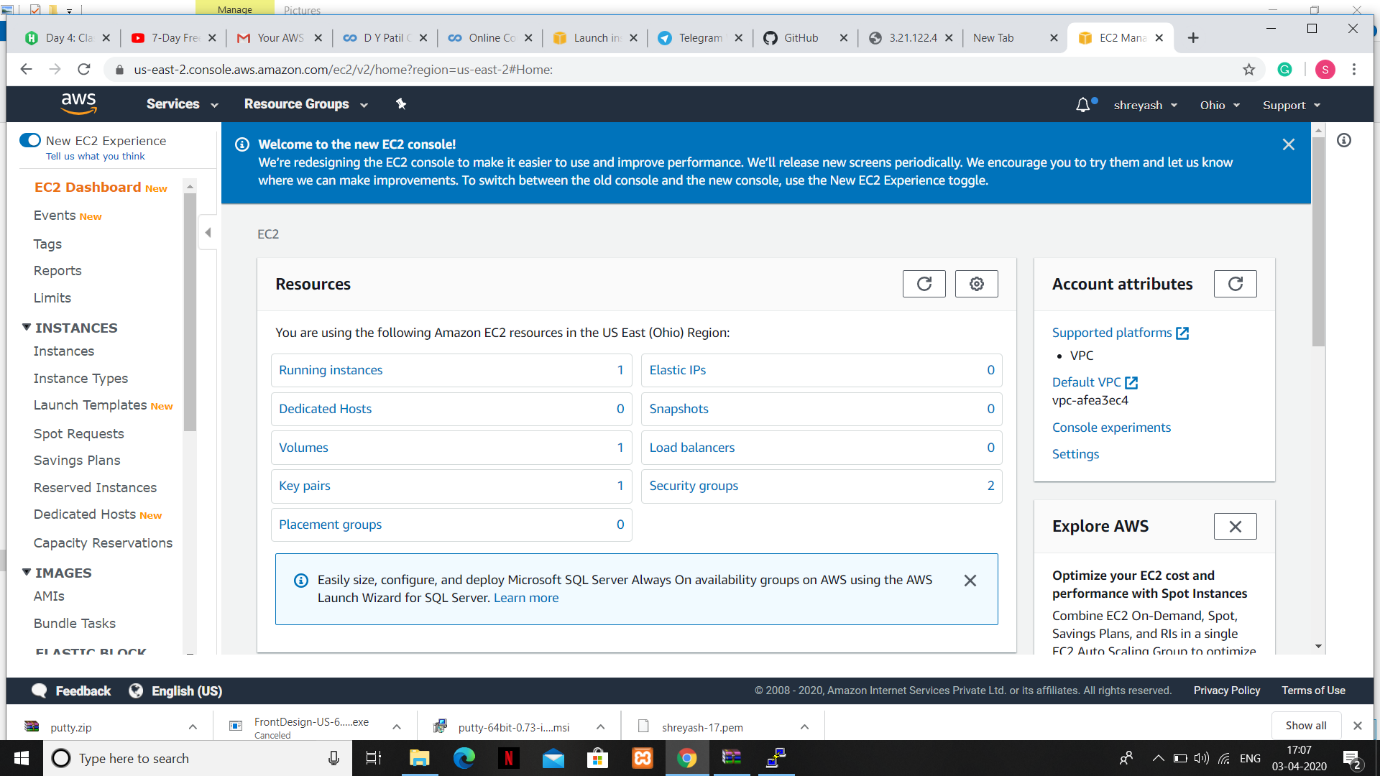 Manage
Pictures
Day 4: Cla
7-Day Fre
Your AWS
D Y Patil C
Online Co
Launch in
Telegram
GitHub
3.21.122.4
New Tab
EC2 Mana
us-east-2.console.aws.amazon.com/ec2/v2/home?region=us-east-2#Home:
S
aws
Services
Resource Groups
shreyash
Ohio
Support
New EC2 Experience
Tell us what you think
Welcome to the new EC2 console!
We're redesigning the EC2 console to make it easier to use and improve performance. We'll release new screens periodically. We encourage you to try them and let us know
where we can make improvements. To switch between the old console and the new console, use the New EC2 Experience toggle.
EC2 Dashboard New
Events New
Tags
Reports
Limits
INSTANCES
Instances
Instance Types
Launch Templates New
Spot Requests
Savings Plans
Reserved Instances
Dedicated Hosts New
Capacity Reservations
IMAGES
AMIs
Bundle Tasks
ELASTIC BLOCK
EC2
Resources
You are using the following Amazon EC2 resources in the US East (Ohio) Region:
Running instances 1
Elastic IPs 0
Dedicated Hosts 0
Snapshots 0
Volumes 1
Load balancers 0
Key pairs 1
Security groups 2
Placement groups 0
Easily size, configure, and deploy Microsoft SQL Server Always On availability groups on AWS using the AWS
Launch Wizard for SQL Server. Learn more
Account attributes
Supported platforms
• VPC
Default VPC
vpc-afea3ec4
Console experiments
Settings
Explore AWS
Optimize your EC2 cost and
performance with Spot Instances
Combine EC2 On-Demand, Spot,
Savings Plans, and RIs in a single
EC2 Auto Scaling Group to optimize
Feedback
English (US)
© 2008 - 2020, Amazon Internet Services Private Ltd. or its affiliates. All rights reserved.
Privacy Policy
Terms of Use
putty.zip
FrontDesign-US-6.....exe
Canceled
putty-64bit-0.73-i....msi
shreyash-17.pem
Show all
Type here to search
ENG
17:07
03-04-2020
2